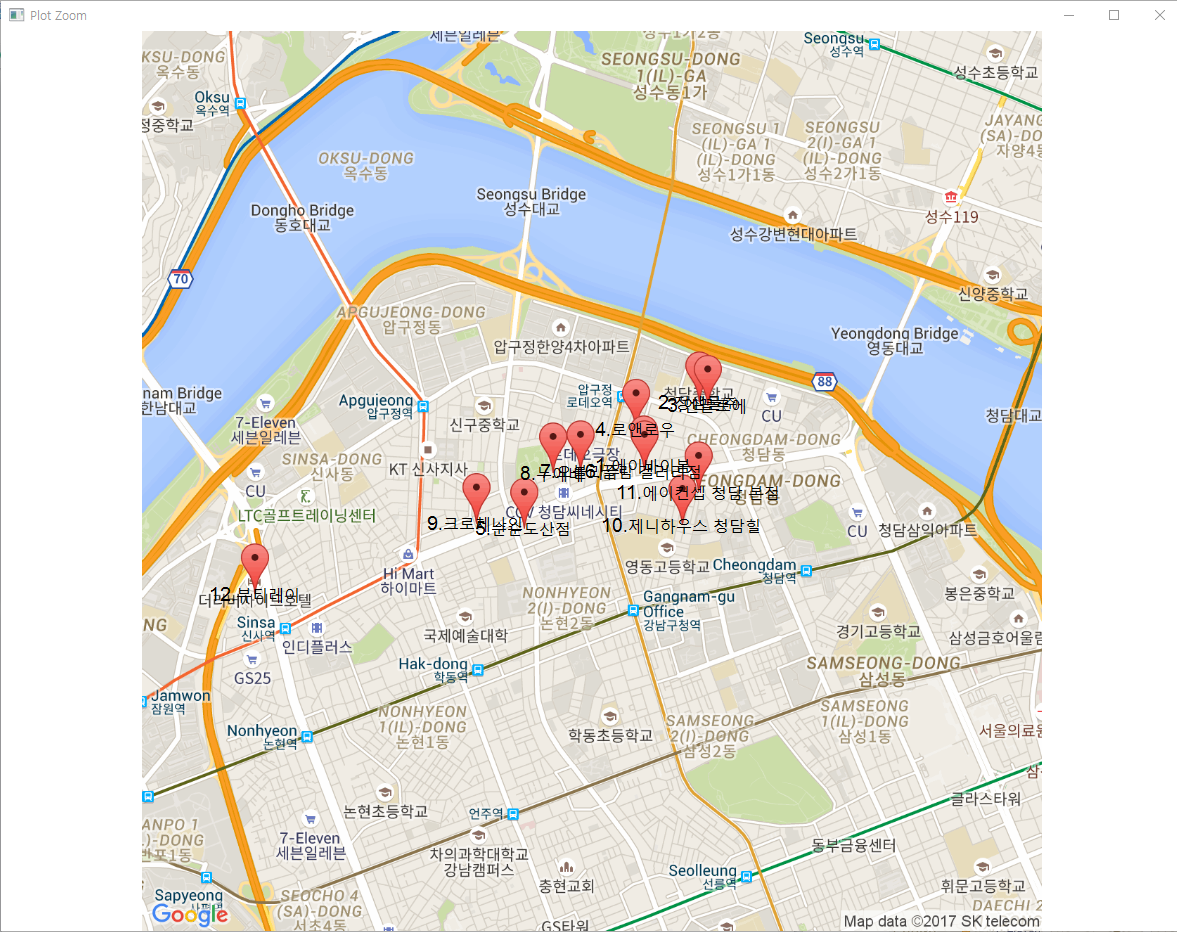 Plot Zoom
세븐일레븐
성수1가2동
KSU-DONG
옥수동
Seongsu
성수역
SEONGSU-DONG
1(IL)-GA
성수동1가
성수초등학교
Oksu
옥수역
정중학교
JAYANG
(SA)-DO
자양4동
SEONGSU 1
(IL)-GA 1
(IL)-DONG
성수1가1동
SEONGSU
2(I)-GA 1
(IL)-DONG
성수2가1동
OKSU-DONG
옥수동
Seongsu Bridge
성수대교
Dongho Bridge
동호대교
성수119
성수강변현대아파트
70
신양중학교
APGUJEONG-DONG
압구정동
Yeongdong Bridge
영동대교
압구정한양4차아파트
88
nam Bridge
한남대교
압구정
로데오역
Apgujeong
압구정역
CU
청담대교
7-Eleven
세븐일레븐
신구중학교
4.로앤로우
CHEONGDAM-DONG
청담동
SINSA-DONG
신사동
KT 신사지사
CU
11.에이컨셉 청담 본점
LTC골프트레이닝센터
CGV 청담씨네시티
CU
5.순순도산점
10.제니하우스 청담힐
청담삼익아파트
영동고등학교
Cheongdam
청담역
Hi Mart
하이마트
12.뷰티레이
NONHYEON
2(I)-DONG
논현2동
Gangnam-gu
Office
강남구청역
봉은중학교
Sinsa
신사역
인디플러스
국제예술대학
경기고등학교
삼성금호어울림
GS25
Hak-dong
학동역
SAMSEONG-DONG
삼성동
Jamwon
잠원역
Nonhyeon
논현역
NONHYEON
1(IL)-DONG
논현1동
학동초등학교
SAMSEONG
2(I)-DONG
삼성2동
SAMSEONG
1(IL)-DONG
삼성1동
서울의료원
논현초등학교
언주역
글라스타워
ANPO 1
(IL)-DONG
반포1동
7-Eleven
세븐일레븐
차의과학대학교
강남캠퍼스
동부금융센터
Sapyeong
사평역
SEOCHO 4
(SA)-DONG
서초4동
충현교회
Seolleung
선릉역
휘문고등학교
DAECHI 2
Google
GS타워
Map data ©2017 SK telecom